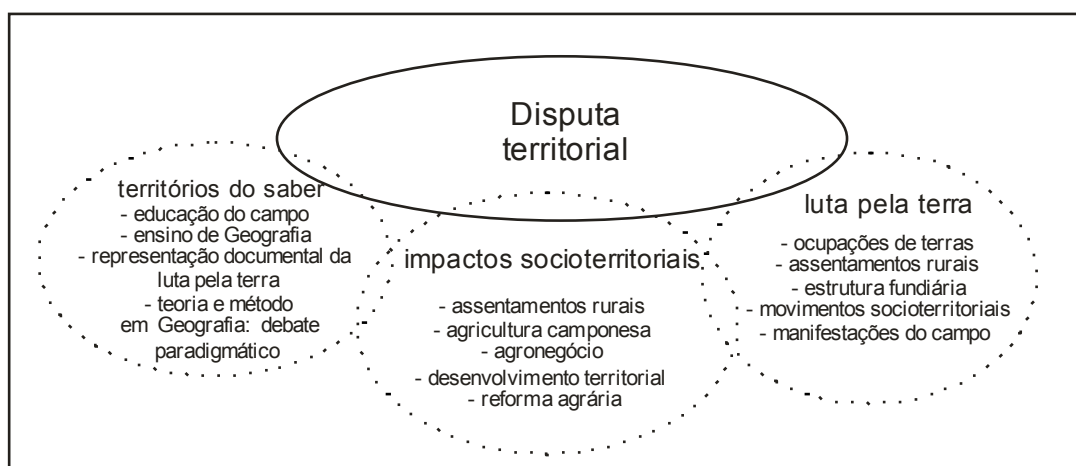 Disputa
territorial
territórios do saber
- educação do campo
- ensino de Geografia
- representação documental da
luta pela terra
- teoria e método
em Geografia: debate
paradigmático
impactos socioterritoriais
- assentamentos rurais
- agricultura camponesa
- agronegócio
- desenvolvimento territorial
- reforma agrária
luta pela terra
- ocupações de terras
- assentamentos rurais
- estrutura fundiária
- movimentos socioterritoriais
- manifestações do campo